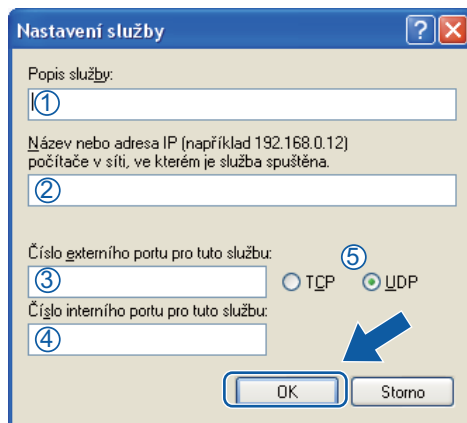 Nastavení služby
Popis služby:
①
Název nebo adresa IP (například 192.168.0.12)
počítače v síti, ve kterém je služba spuštěna.
②
Číslo externího portu pro tuto službu:
⑤
③
TCP
UDP
Číslo interního portu pro tuto službu:
④
OK
Storno